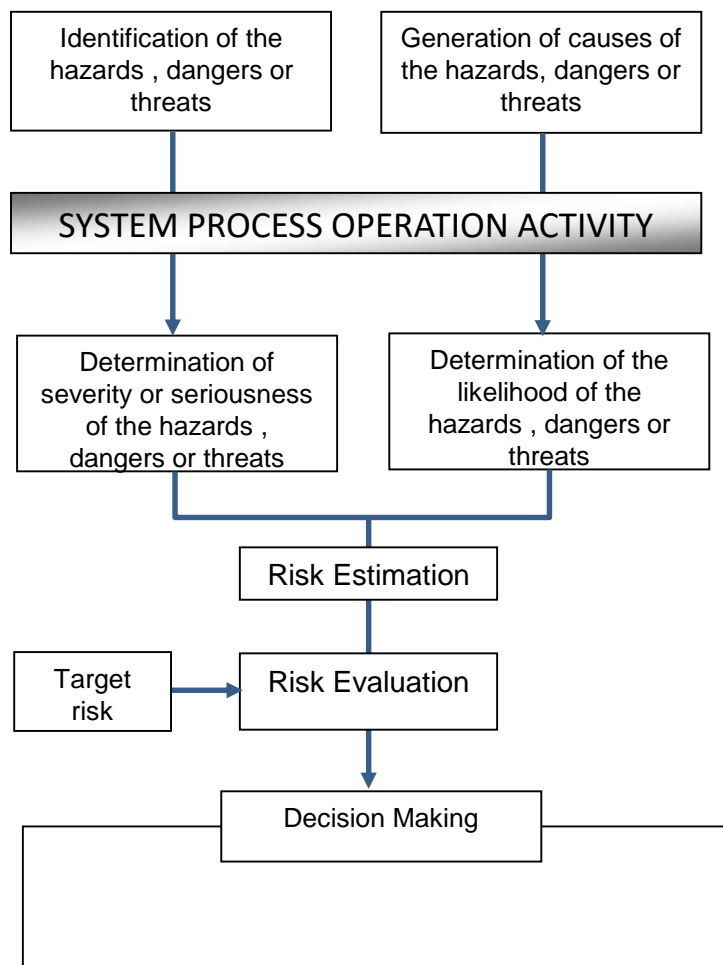 Identification of the
hazards , dangers or
threats
Generation of causes of
the hazards, dangers or
threats
SYSTEM PROCESS OPERATION ACTIVITY
Determination of
severity or seriousness
of the hazards ,
dangers or threats
Determination of the
likelihood of the
hazards , dangers or
threats
Risk Estimation
Target
risk
Risk Evaluation
Decision Making